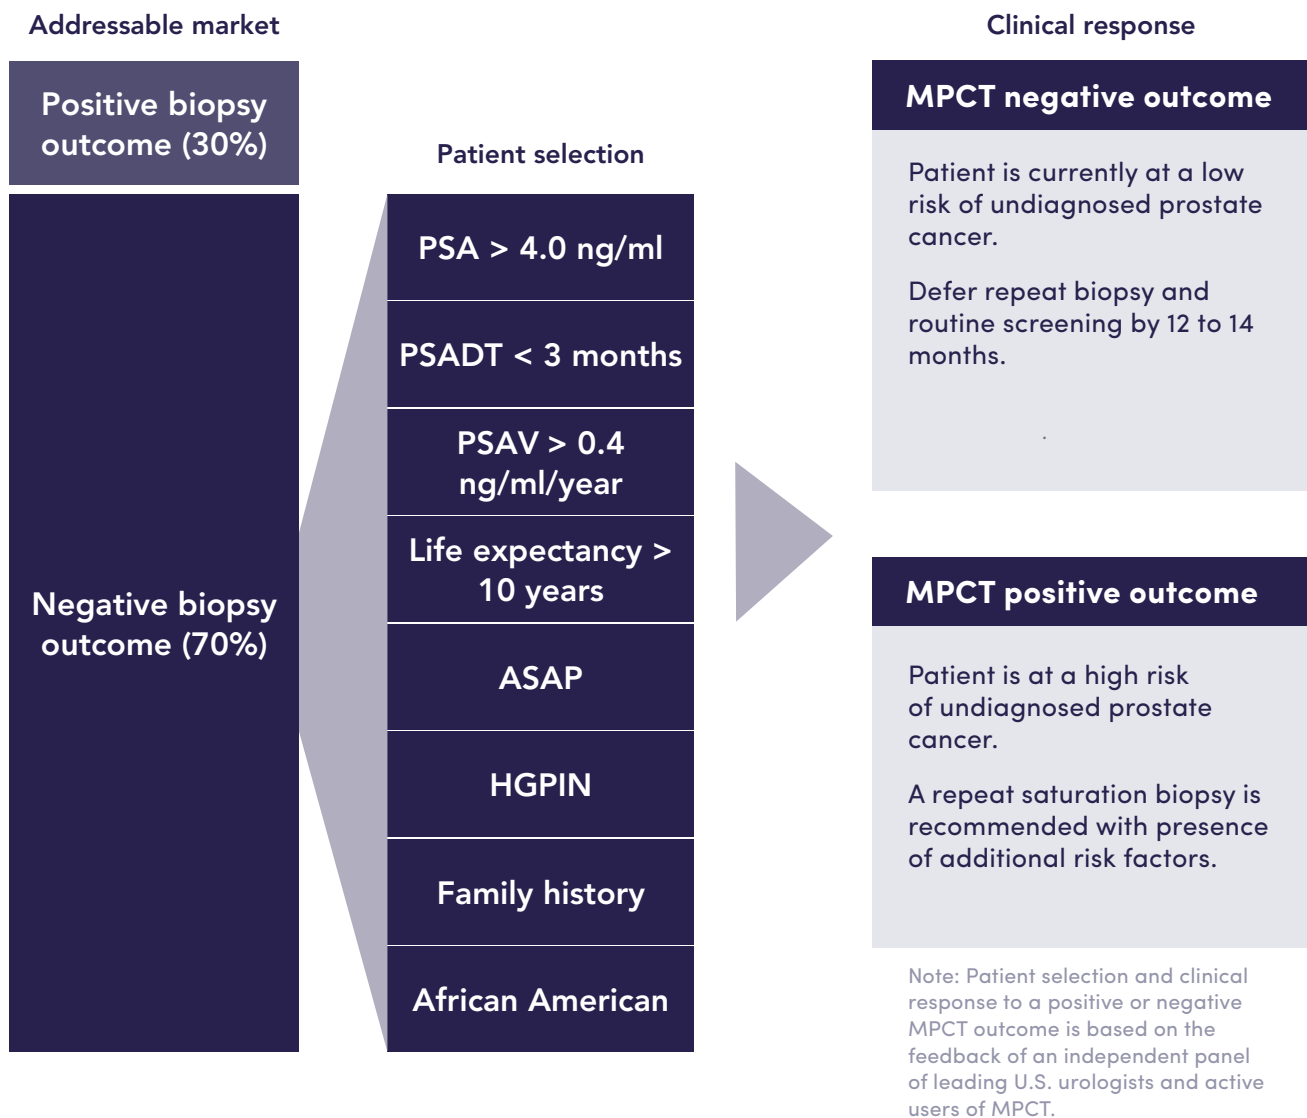 Addressable market
Positive biopsy
outcome (30%)
Negative biopsy
outcome (70%)
Patient selection
PSA > 4.0 ng/ml
PSADT < 3 months
PSAV > 0.4
ng/ml/year
Life expectancy >
10 years
ASAP
HGPIN
Family history
African American
Clinical response
MPCT negative outcome
Patient is currently at a low
risk of undiagnosed prostate
cancer.
Defer repeat biopsy and
routine screening by 12 to 14
months.
.
MPCT positive outcome
Patient is at a high risk
of undiagnosed prostate
cancer.
A repeat saturation biopsy is
recommended with presence
of additional risk factors.
Note: Patient selection and clinical
response to a positive or negative
MPCT outcome is based on the
feedback of an independent panel
of leading U.S. urologists and active
users of MPCT.